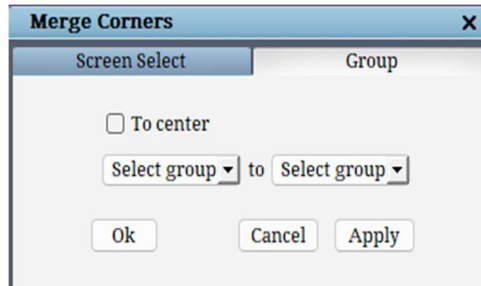 Merge Corners
Screen Select Group
To center
Select group to Select group
Ok Cancel Apply